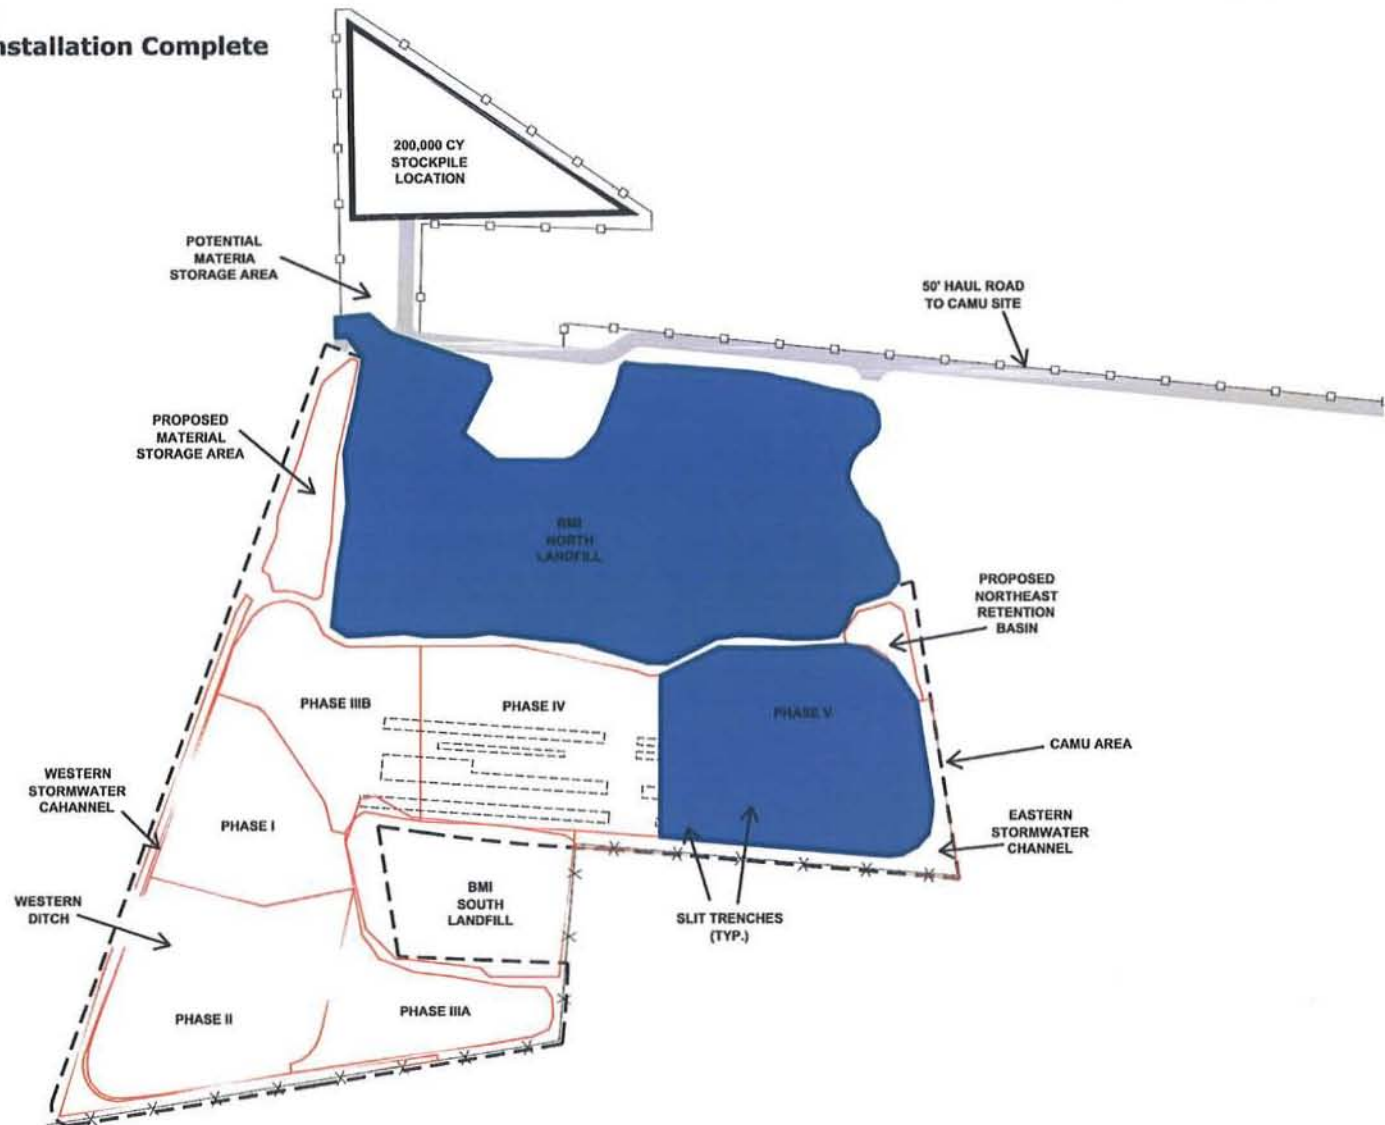 nstallation Complete
200,000 CY
STOCKPILE
LOCATION
POTENTIAL
MATERIA
STORAGE AREA
50' HAUL ROAD
TO CAMU SITE
PROPOSED
MATERIAL
STORAGE AREA
BMI
NORTH
LANDFILL
PROPOSED
NORTHEAST
RETENTION
BASIN
PHASE IIIB
PHASE IV
PHASE V
CAMU AREA
WESTERN
STORMWATER
CAHANNEL
PHASE I
EASTERN
STORMWATER
CHANNEL
BMI
SOUTH
LANDFILL
WESTERN
DITCH
SLIT TRENCHES
(TYP.)
PHASE II
PHASE IIIA